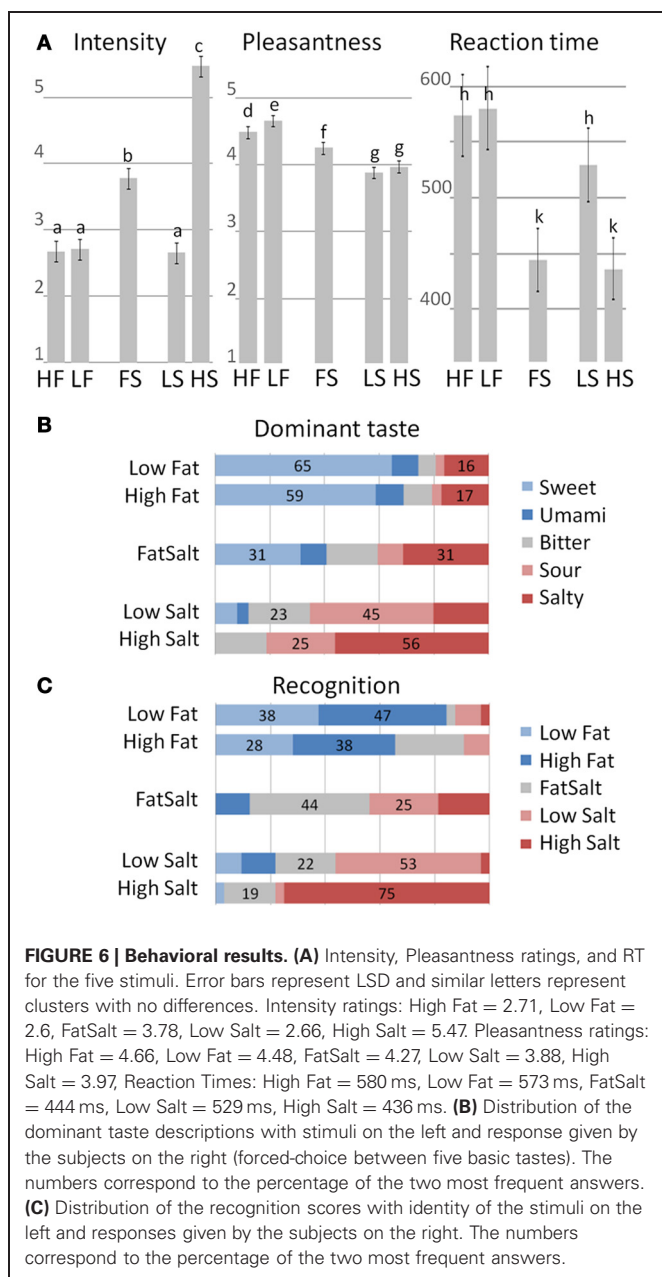 A Intensity Pleasantness Reaction time
c
600
5 5
h h
d e
f
h
4 4
b
g g
500
3 3
a a a
k k
2 2
400
1 1
HF LF FS LS HS HF LF FS LS HS HF LF FS LS HS
B
Dominant taste
Low Fat 65 16
High Fat 59 17
FatSalt 31 31
Low Salt 23 45
High Salt 25 56
Sweet
Umami
Bitter
Sour
Salty
C Recognition
Low Fat 38 47
High Fat 28 38
FatSalt 44 25
Low Salt 22 53
High Salt 19 75
Low Fat
High Fat
FatSalt
Low Salt
High Salt
FIGURE 6 | Behavioral results. (A) Intensity, Pleasantness ratings, and RT
for the five stimuli. Error bars represent LSD and similar letters represent
clusters with no differences. Intensity ratings: High Fat = 2.71, Low Fat =
2.6, FatSalt = 3.78, Low Salt = 2.66, High Salt = 5.47. Pleasantness ratings:
High Fat = 4.66, Low Fat = 4.48, FatSalt = 4.27, Low Salt = 3.88, High
Salt = 3.97, Reaction Times: High Fat = 580 ms, Low Fat = 573 ms, FatSalt
= 444 ms, Low Salt = 529 ms, High Salt = 436 ms. (B) Distribution of the
dominant taste descriptions with stimuli on the left and response given by
the subjects on the right (forced-choice between five basic tastes). The
numbers correspond to the percentage of the two most frequent answers.
(C) Distribution of the recognition scores with identity of the stimuli on the
left and responses given by the subjects on the right. The numbers
correspond to the percentage of the two most frequent answers.